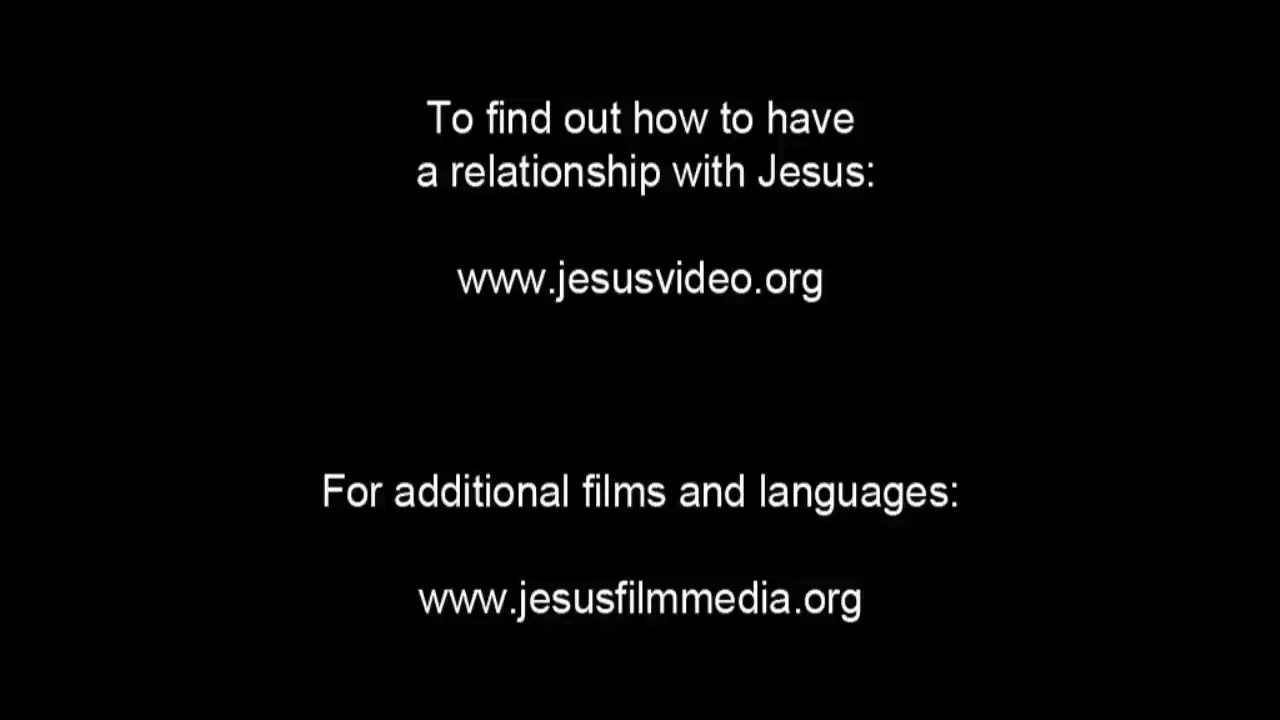 To find out how to have
a relationship with Jesus:
www.jesusvideo.org
For additional films and languages:
www.jesusfilmmedia.org